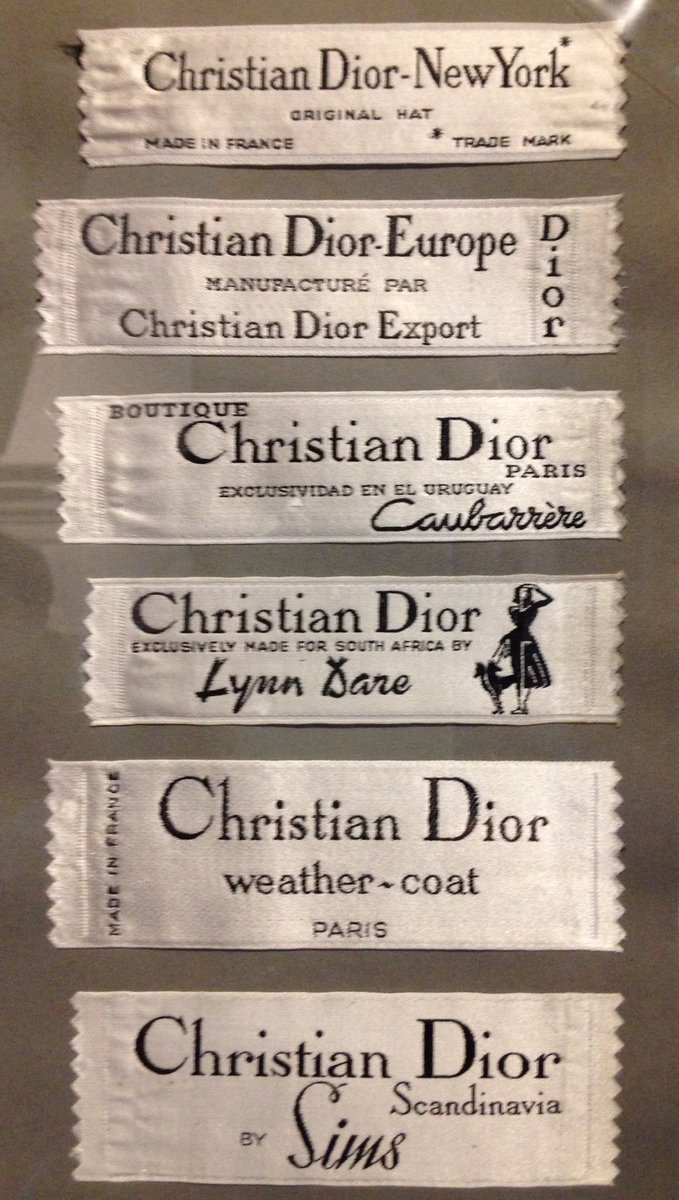 Christian Dior-New York*
ORIGINAL HAT
MADE IN FRANCE * TRADE MARK
Christian Dior-Europe
MANUFACTURÉ PAR
Christian Dior Export
Dior
BOUTIQUE
Christian Dior
PARIS
EXCLUSIVIDAD EN EL URUGUAY
Caubarrère
Christian Dior
EXCLUSIVELY MADE FOR SOUTH AFRICA BY
Lynn Dare
MADE IN FRANCE
Christian Dior
weather~coat
PARIS
Christian Dior
Scandinavia
BY Sims